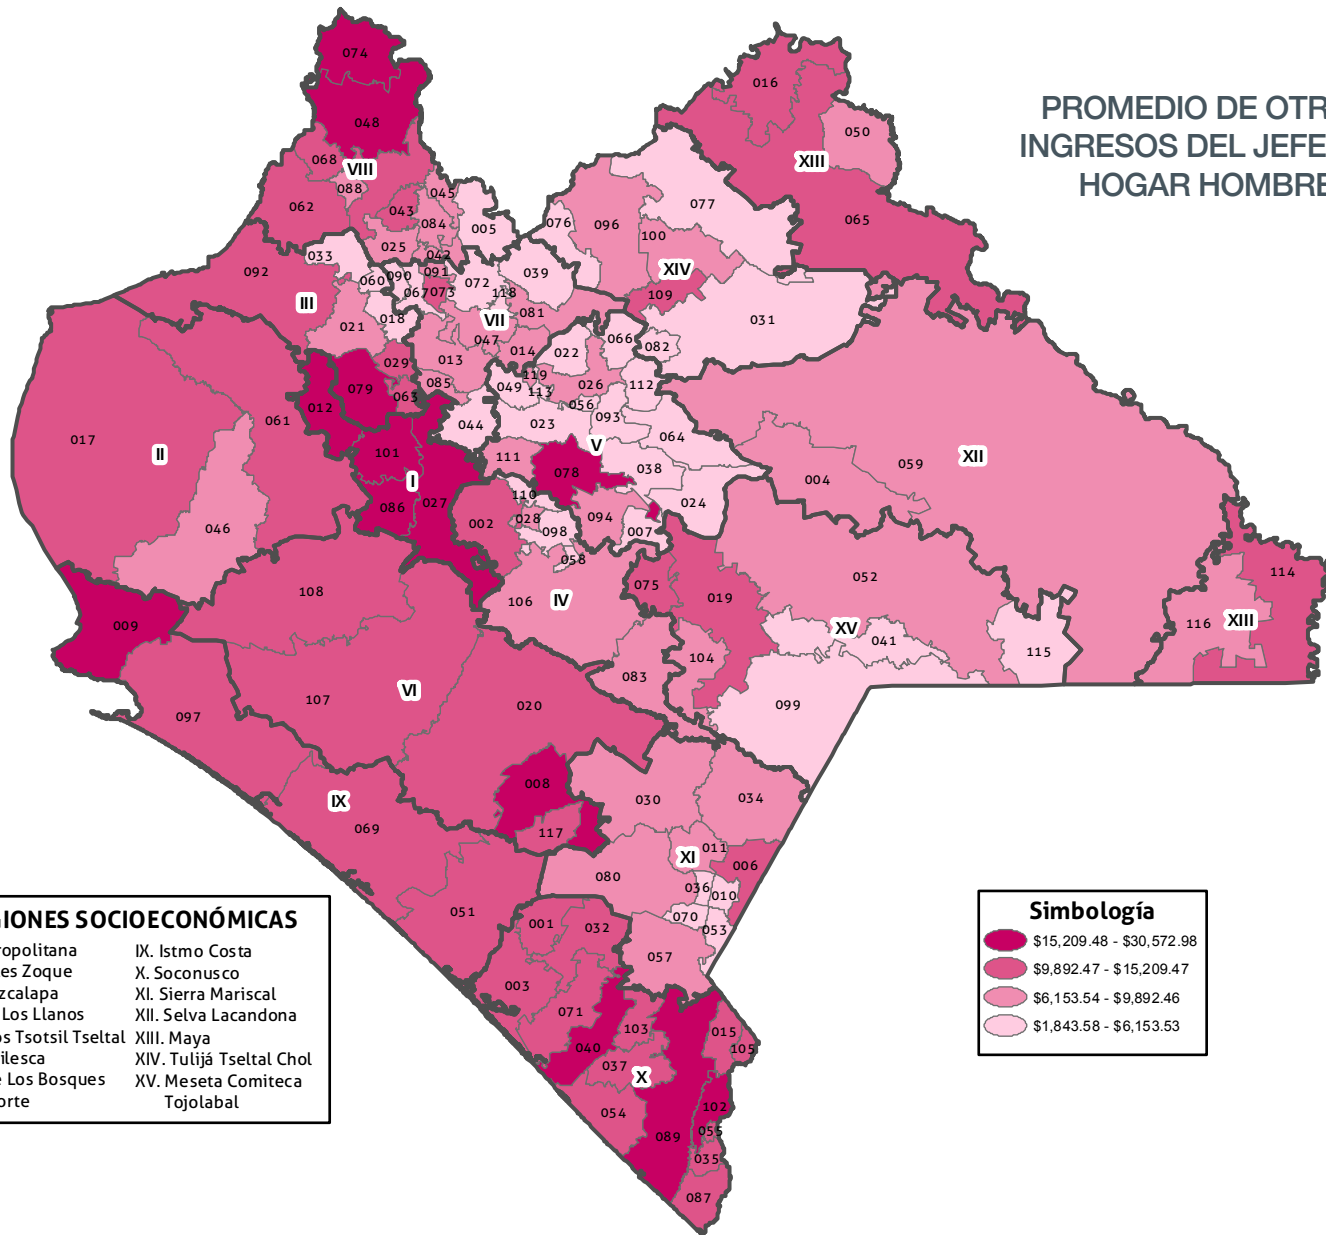 PROMEDIO DE OTR
INGRESOS DEL JEFE
HOGAR HOMBRE
074
048
068
VIII
088
062
043
045
084
005
025
042
016
050
XIII
065
077
076
096
100
XIV
109
092
033
III
060
090
091
067
073
072
118
039
021
018
VII
081
031
047
014
066
082
022
029
013
079
063
085
012
049
119
113
026
112
056
093
044
023
064
017
II
061
101
I
086
027
V
111
078
038
XII
059
004
046
024
110
002
028
098
094
007
058
052
114
108
106
IV
075
019
009
XV
041
115
116
XIII
104
083
107
VI
020
099
097
008
030
034
IX
069
117
XI
011
006
080
036
010
070
053
051
001
032
057
003
071
103
015
105
040
037
X
054
102
089
055
035
087
GIONES SOCIOECONÓMICAS
ropolitana
es Zoque
zcalapa
Los Llanos
os Tsotsil Tseltal
ilesca
e Los Bosques
orte
IX. Istmo Costa
X. Soconusco
XI. Sierra Mariscal
XII. Selva Lacandona
XIII. Maya
XIV. Tulijá Tseltal Chol
XV. Meseta Comiteca
Tojolabal
Simbología
$15,209.48 - $30,572.98
$9,892.47 - $15,209.47
$6,153.54 - $9,892.46
$1,843.58 - $6,153.53